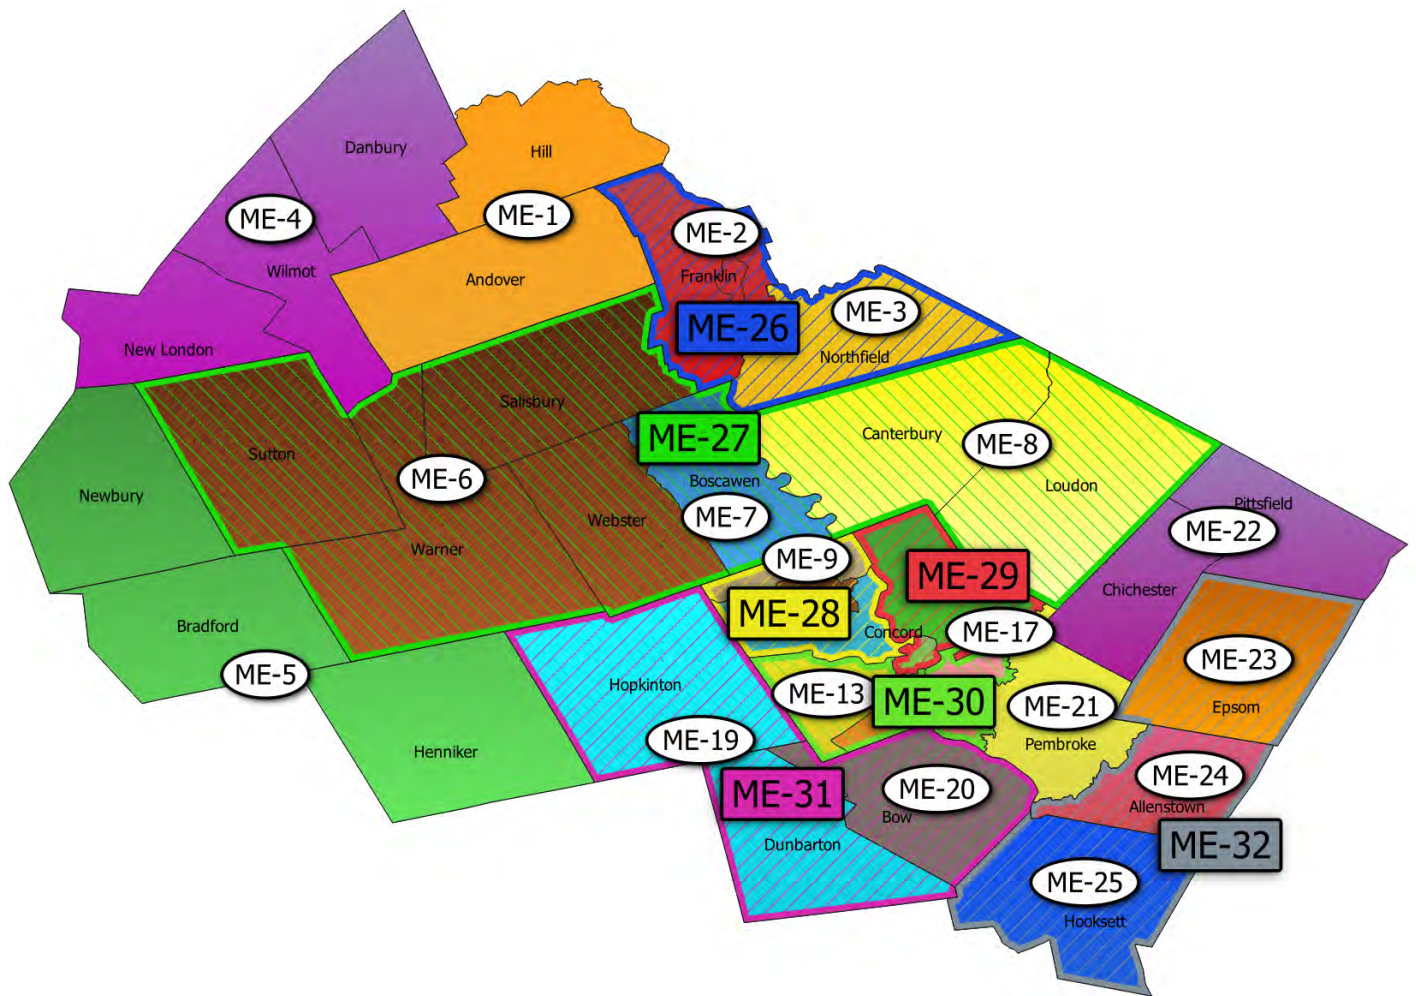 Danbury
Hill
ME-4
ME-1
ME-2
Wilmot
Andover
Franklin
ME-3
ME-26
New London
Northfield
Salisbury
ME-27
Canterbury
ME-8
Sutton
ME-6
Boscawen
Loudon
Newbury
Pittsfield
ME-7
Webster
ME-22
Warner
ME-9
ME-29
Chichester
ME-28
Bradford
Concord
ME-17
ME-5
Hopkinton
ME-23
ME-13
ME-30
ME-21
Epsom
Henniker
ME-19
Pembroke
ME-31
ME-20
ME-24
Allenstown
Bow
Dunbarton
ME-32
ME-25
Hooksett